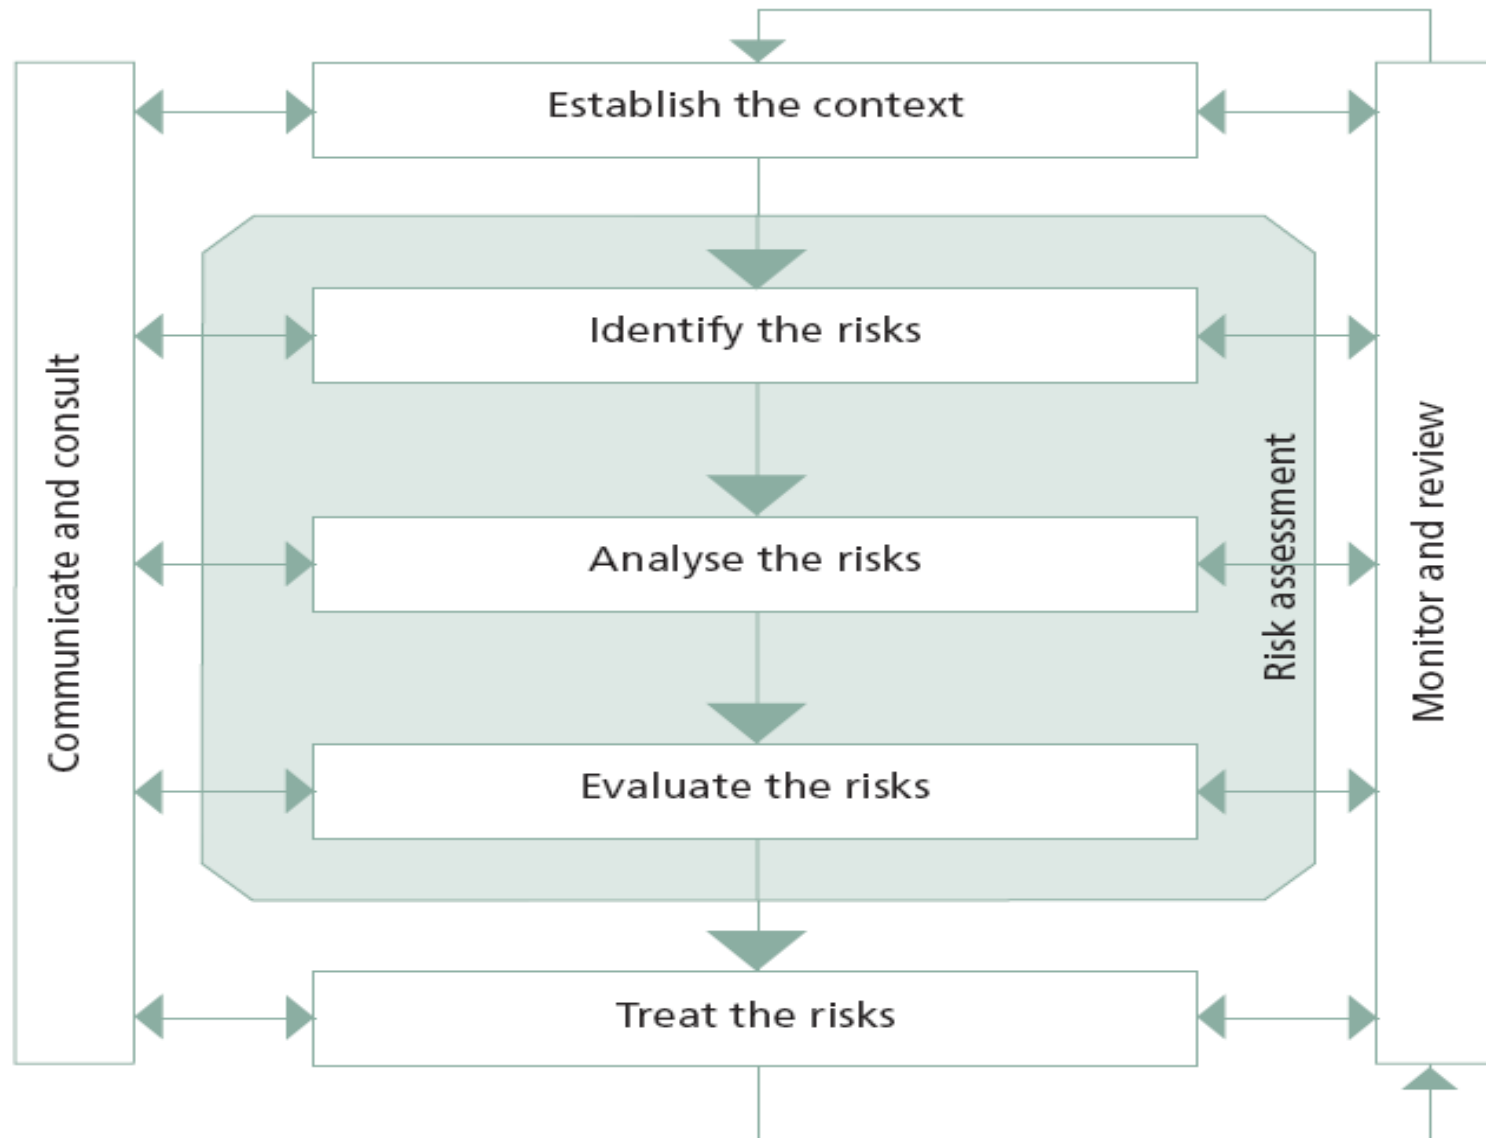 Establish the context
Identify the risks
Analyse the risks
Evaluate the risks
Treat the risks
Communicate and consult
Risk assessment
Monitor and review